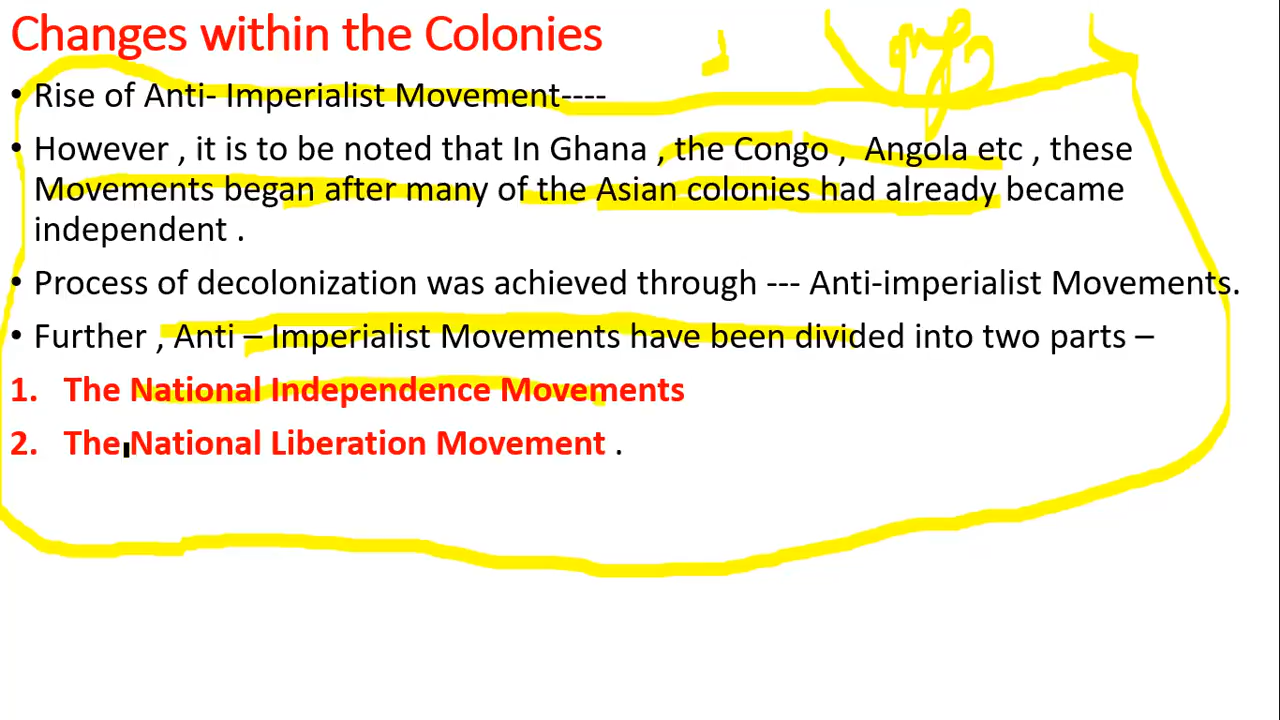 Changes within the Colonies
• Rise of Anti- Imperialist Movement----
• However , it is to be noted that In Ghana , the Congo , Angola etc , these
Movements began after many of the Asian colonies had already became
independent .
• Process of decolonization was achieved through --- Anti-imperialist Movements.
• Further , Anti – Imperialist Movements have been divided into two parts –
1. The National Independence Movements
2. The National Liberation Movement .